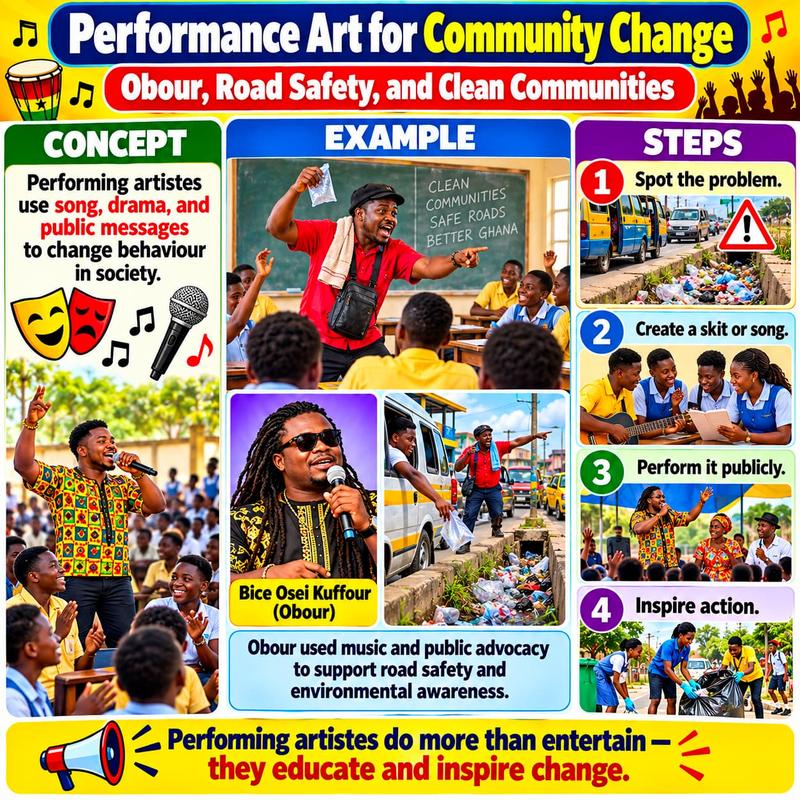 Performance Art for Community Change
Obour, Road Safety, and Clean Communities
CONCEPT
Performing artistes
use song, drama, and
public messages
to change behaviour
in society.
EXAMPLE
CLEAN
COMMUNITIES
SAFE ROADS
BETTER GHANA
Bice Osei Kuffour
(Obour)
Obour used music and public advocacy
to support road safety and
environmental awareness.
STEPS
1 Spot the problem.
2 Create a skit or song.
3 Perform it publicly.
4 Inspire action.
Performing artistes do more than entertain –
they educate and inspire change.